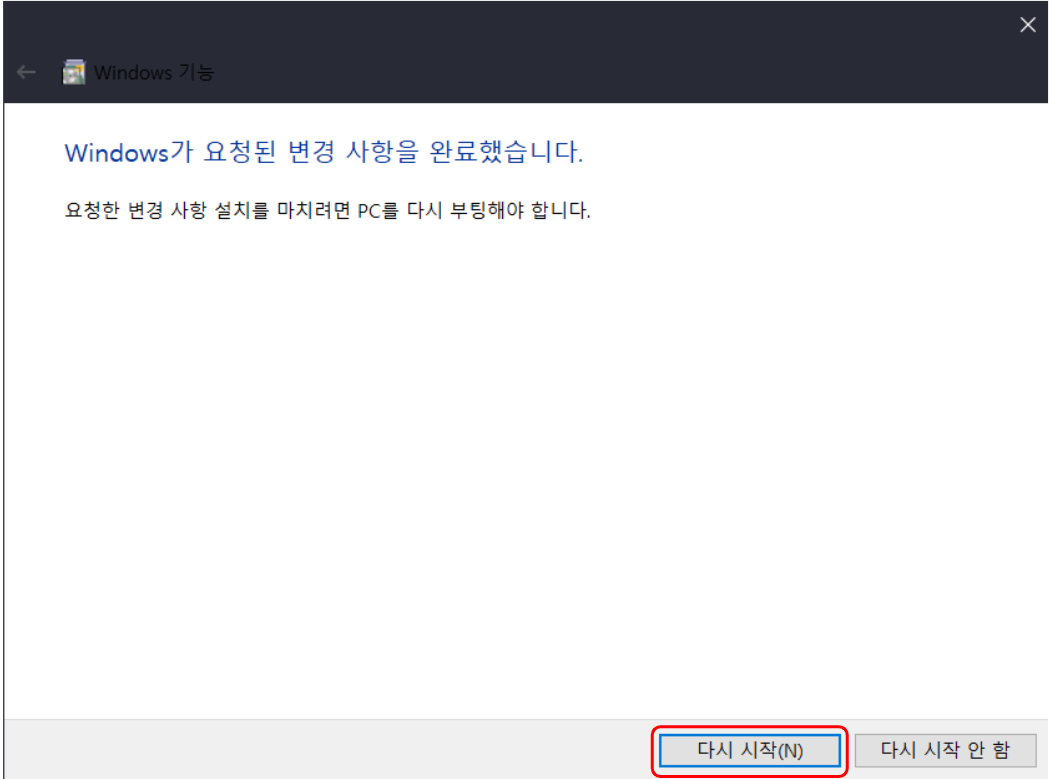 Windows 기능
Windows가 요청된 변경 사항을 완료했습니다.
요청한 변경 사항 설치를 마치려면 PC를 다시 부팅해야 합니다.
다시 시작(N)
다시 시작 안 함